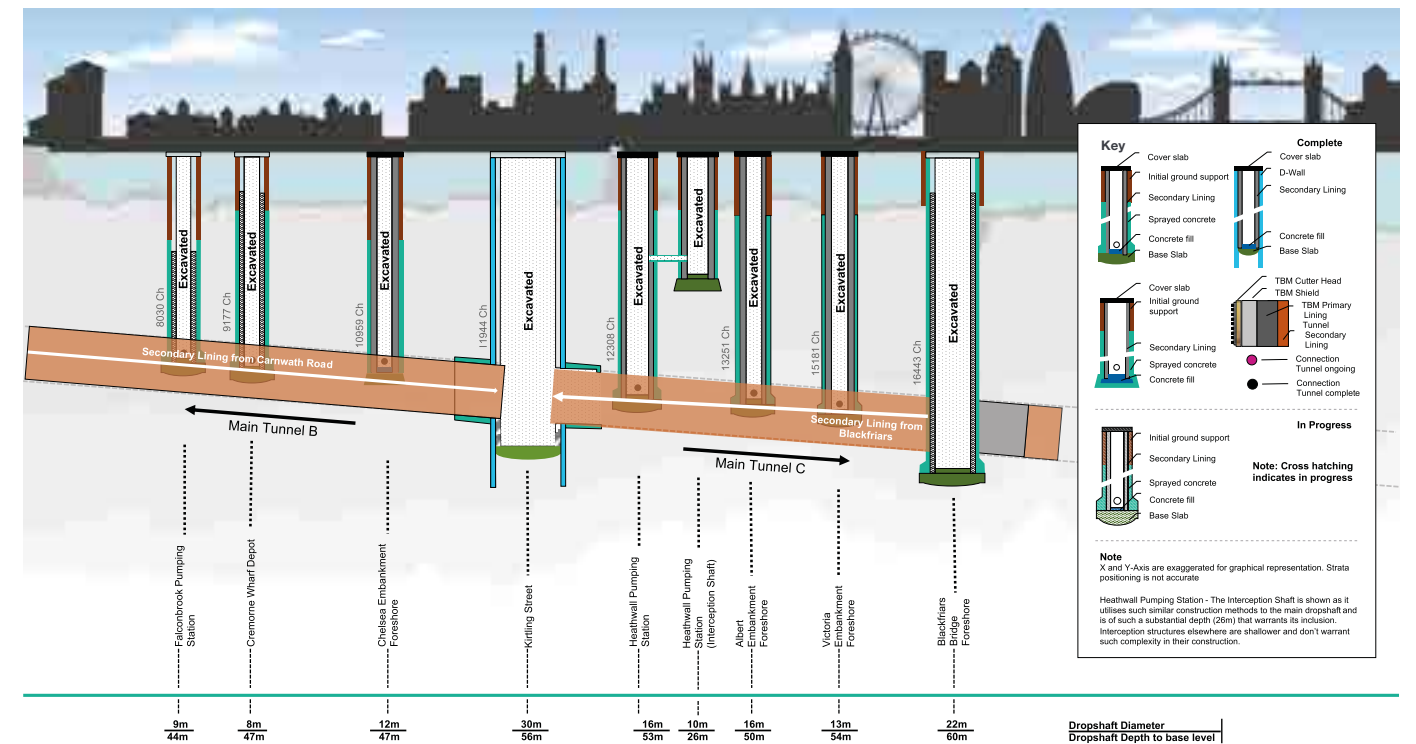 Key
Complete
Cover slab
Initial ground support
Secondary Lining
Sprayed concrete
Concrete fill
Base Slab
Cover slab
D-Wall
Secondary Lining
Concrete fill
Base Slab
Cover slab
Initial ground
support
Secondary Lining
Sprayed concrete
Concrete fill
TBM Cutter Head
TBM Shield
TBM Primary
Lining
Tunnel
Secondary
Lining
Connection
Tunnel ongoing
Connection
Tunnel complete
In Progress
Initial ground support
Secondary Lining
Sprayed concrete
Concrete fill
Base Slab
Note: Cross hatching
indicates in progress
Note
X and Y-Axis are exaggerated for graphical representation. Strata
positioning is not accurate
Heathwall Pumping Station - The Interception Shaft is shown as it
utilises such similar construction methods to the main dropshaft and
is of such a substantial depth (26m) that warrants its inclusion.
Interception structures elsewhere are shallower and don't warrant
such complexity in their construction.
8030 Ch
Excavated
9177 Ch
Excavated
10959 Ch
Excavated
11944 Ch
Excavated
12308 Ch
Excavated
Excavated
13251 Ch
Excavated
15181 Ch
Excavated
16443 Ch
Excavated
Secondary Lining from Carnwath Road
Secondary Lining from
Blackfriars
Main Tunnel B
Main Tunnel C
Falconbrook Pumping
Station
Cremorne Wharf Depot
Chelsea Embankment
Foreshore
Kirtling Street
Heathwall Pumping
Station
Heathwall Pumping
Station
(Interception Shaft)
Albert
Embankment
Foreshore
Victoria
Embankment
Foreshore
Blackfriars
Bridge
Foreshore
9m
44m
8m
47m
12m
47m
30m
56m
16m
53m
10m
26m
16m
50m
13m
54m
22m
60m
Dropshaft Diameter
Dropshaft Depth to base level